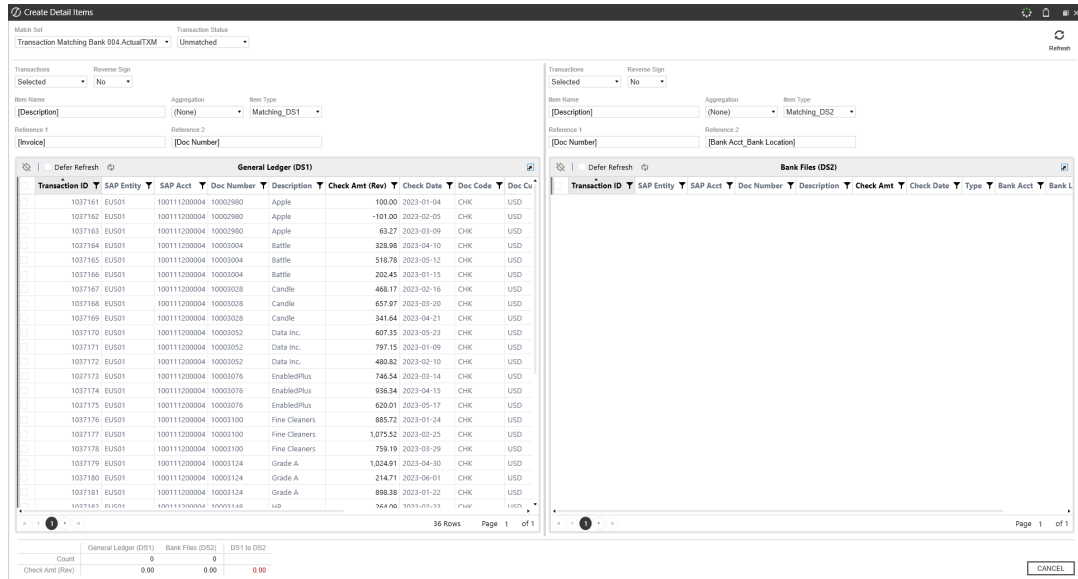 Create Detail Items
Match Set Transaction Status
Transaction Matching Bank 004.ActualTXM Unmatched
Refresh
Transactions Reverse Sign
Selected No
Item Name Aggregation Item Type
[Description] (None) Matching_DS1
Reference 1 Reference 2
[Invoice] [Doc Number]
Transactions Reverse Sign
Selected No
Item Name Aggregation Item Type
[Description] (None) Matching_DS2
Reference 1 Reference 2
[Doc Number] [Bank Acct_Bank Location]
Defer Refresh General Ledger (DS1)
Transaction ID SAP Entity SAP Acct Doc Number Description Check Amt (Rev) Check Date Doc Code Doc Cu
1037161 EUS01 100111200004 10002980 Apple 100.00 2023-01-04 CHK USD
1037162 EUS01 100111200004 10002980 Apple -101.00 2023-02-05 CHK USD
1037163 EUS01 100111200004 10002980 Apple 63.27 2023-03-09 CHK USD
1037164 EUS01 100111200004 10003004 Battle 328.98 2023-04-10 CHK USD
1037165 EUS01 100111200004 10003004 Battle 518.78 2023-05-12 CHK USD
1037166 EUS01 100111200004 10003004 Battle 202.45 2023-01-15 CHK USD
1037167 EUS01 100111200004 10003028 Candle 468.17 2023-02-16 CHK USD
1037168 EUS01 100111200004 10003028 Candle 657.97 2023-03-20 CHK USD
1037169 EUS01 100111200004 10003028 Candle 341.64 2023-04-21 CHK USD
1037170 EUS01 100111200004 10003052 Data Inc. 607.35 2023-05-23 CHK USD
1037171 EUS01 100111200004 10003052 Data Inc. 797.15 2023-01-09 CHK USD
1037172 EUS01 100111200004 10003052 Data Inc. 480.82 2023-02-10 CHK USD
1037173 EUS01 100111200004 10003076 EnabledPlus 746.54 2023-03-14 CHK USD
1037174 EUS01 100111200004 10003076 EnabledPlus 936.34 2023-04-15 CHK USD
1037175 EUS01 100111200004 10003076 EnabledPlus 620.01 2023-05-17 CHK USD
1037176 EUS01 100111200004 10003100 Fine Cleaners 885.72 2023-01-24 CHK USD
1037177 EUS01 100111200004 10003100 Fine Cleaners 1,075.52 2023-02-25 CHK USD
1037178 EUS01 100111200004 10003100 Fine Cleaners 759.19 2023-03-29 CHK USD
1037179 EUS01 100111200004 10003124 Grade A 1,024.91 2023-04-30 CHK USD
1037180 EUS01 100111200004 10003124 Grade A 214.71 2023-06-01 CHK USD
1037181 EUS01 100111200004 10003124 Grade A 898.38 2023-01-22 CHK USD
1037182 EUS01 100111200004 10003148 HR 264.09 2023-02-23 CHK USD
1 36 Rows Page 1 of 1
Defer Refresh Bank Files (DS2)
Transaction ID SAP Entity SAP Acct Doc Number Description Check Amt Check Date Type Bank Acct Bank L
1 Page 1 of 1
General Ledger (DS1) Bank Files (DS2) DS1 to DS2
Count 0 0
Check Amt (Rev) 0.00 0.00 0.00
CANCEL